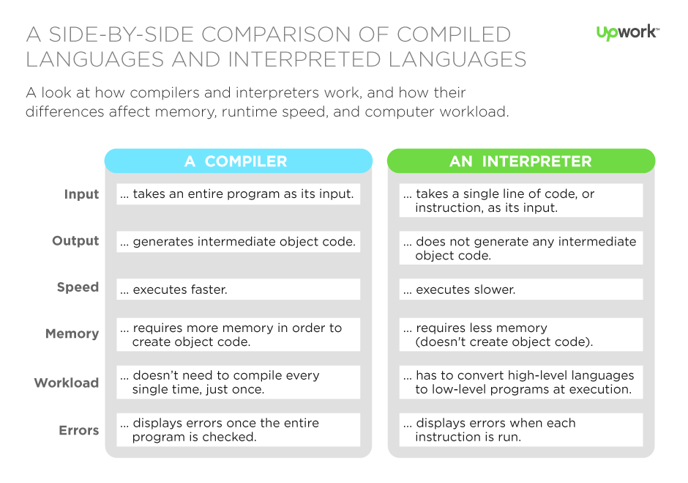 A SIDE-BY-SIDE COMPARISON OF COMPILED
LANGUAGES AND INTERPRETED LANGUAGES
Upwork™
A look at how compilers and interpreters work, and how their
differences affect memory, runtime speed, and computer workload.
A COMPILER
AN INTERPRETER
Input
... takes an entire program as its input.
... takes a single line of code, or
instruction, as its input.
Output
... generates intermediate object code.
... does not generate any intermediate
object code.
Speed
... executes faster.
... executes slower.
Memory
... requires more memory in order to
create object code.
... requires less memory
(doesn't create object code).
Workload
... doesn't need to compile every
single time, just once.
... has to convert high-level languages
to low-level programs at execution.
Errors
... displays errors once the entire
program is checked.
... displays errors when each
instruction is run.